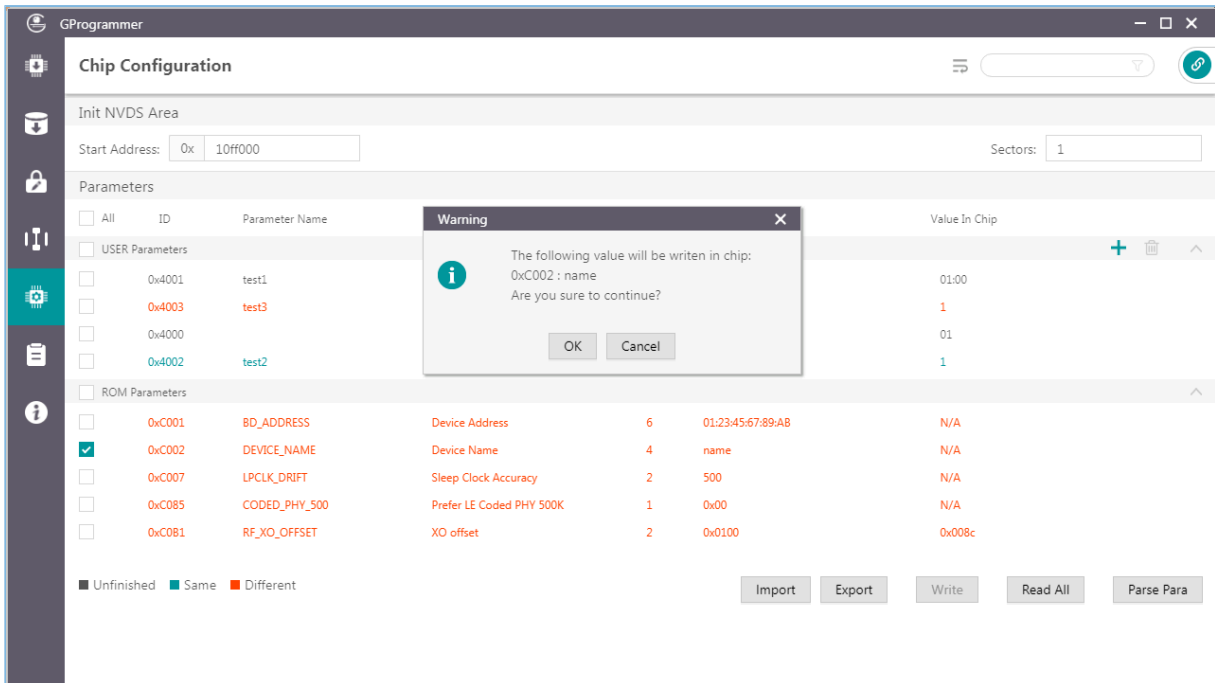 GProgrammer
Chip Configuration
Init NVDS Area
Start Address: 0x 10ff000 Sectors: 1
Parameters
All ID Parameter Name Value In Chip
USER Parameters
0x4001 test1 01:00
0x4003 test3 1
0x4000 01
0x4002 test2 1
Warning
The following value will be writen in chip:
0xC002 : name
Are you sure to continue?
OK Cancel
ROM Parameters
0xC001 BD_ADDRESS Device Address 6 01:23:45:67:89:AB N/A
0xC002 DEVICE_NAME Device Name 4 name N/A
0xC007 LPCLK_DRIFT Sleep Clock Accuracy 2 500 N/A
0xC085 CODED_PHY_500 Prefer LE Coded PHY 500K 1 0x00 N/A
0xC0B1 RF_XO_OFFSET XO offset 2 0x0100 0x008c
Unfinished Same Different
Import Export Write Read All Parse Para